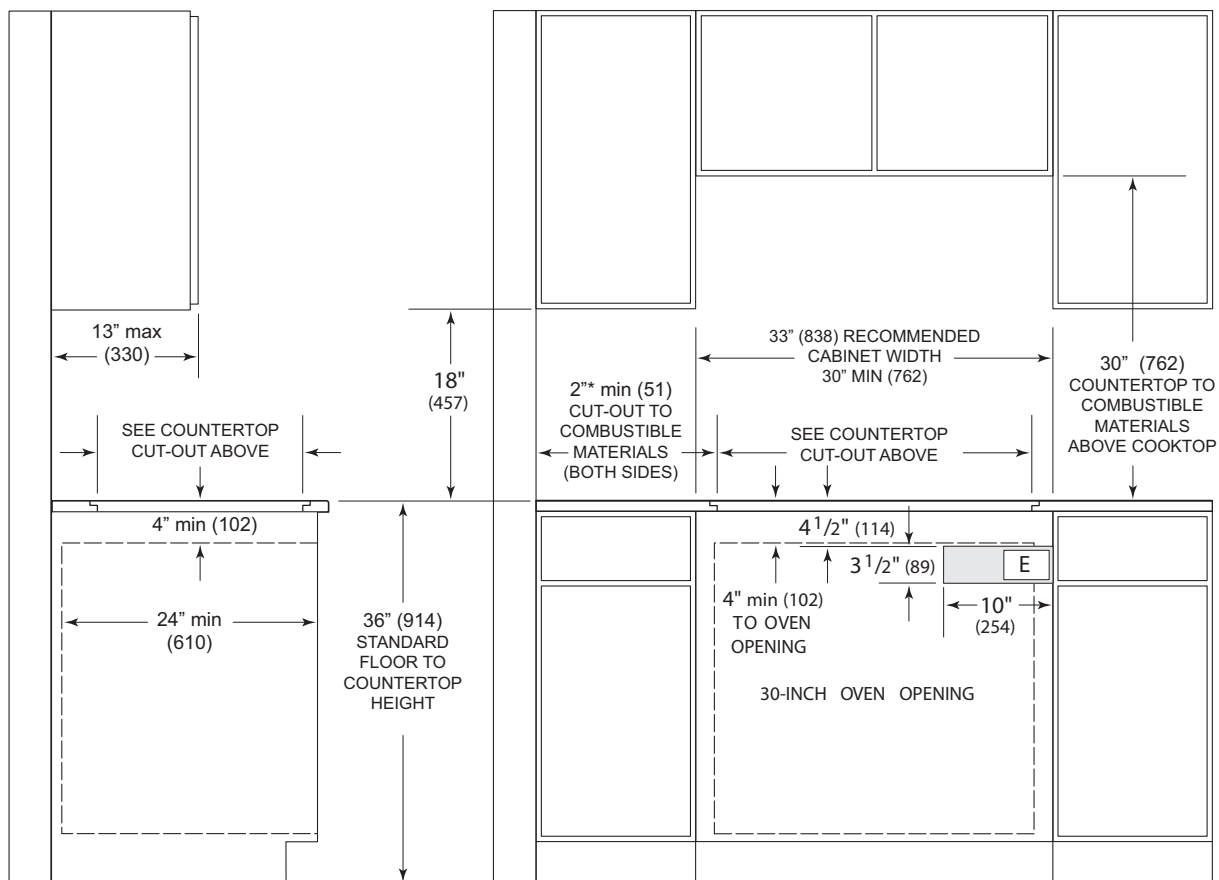 13” max
(330)
SEE COUNTERTOP
CUT-OUT ABOVE
4” min (102)
24” min
(610)
18"
(457)
36” (914)
STANDARD
FLOOR TO
COUNTERTOP
HEIGHT
2”* min (51)
CUT-OUT TO
COMBUSTIBLE
MATERIALS
(BOTH SIDES)
33” (838) RECOMMENDED
CABINET WIDTH
30” MIN (762)
SEE COUNTERTOP
CUT-OUT ABOVE
30” (762)
COUNTERTOP TO
COMBUSTIBLE
MATERIALS
ABOVE COOKTOP
4 1/2" (114)
3 1/2" (89)
E
4" min (102)
TO OVEN
OPENING
10"
(254)
30-INCH OVEN OPENING